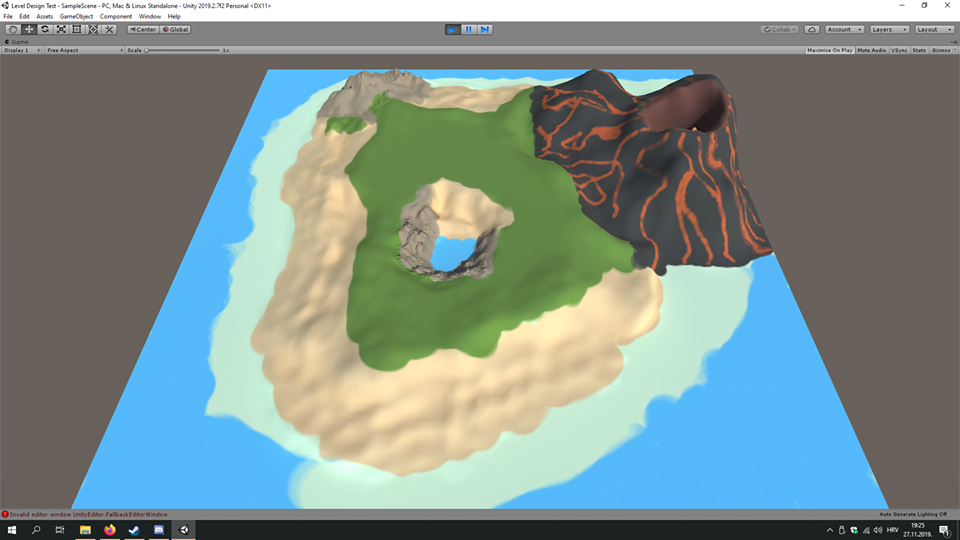 Level Design Test - SampleScene - PC, Mac & Linux Standalone - Unity 2019.2.7f2 Personal <DX11>
File Edit Assets GameObject Component Window Help
Center Global Collab Account Layers Layout
Game
Display 1 Free Aspect Scale 1x Maximize On Play Mute Audio VSync Stats Gizmos
Invalid editor window UnityEditor.FallbackEditorWindow Auto Generate Lighting Off
HRV 19:25
27.11.2019.